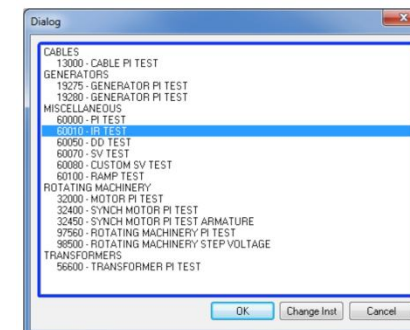 Dialog
CABLES
13000 - CABLE PI TEST
GENERATORS
19275 - GENERATOR PI TEST
19280 - GENERATOR PI TEST
MISCELLANEOUS
60000 - PI TEST
60010 - IR TEST
60050 - DD TEST
60070 - SV TEST
60080 - CUSTOM SV TEST
60100 - RAMP TEST
ROTATING MACHINERY
32000 - MOTOR PI TEST
32400 - SYNCH MOTOR PI TEST
32450 - SYNCH MOTOR PI TEST ARMATURE
97560 - ROTATING MACHINERY PI TEST
98500 - ROTATING MACHINERY STEP VOLTAGE
TRANSFORMERS
56600 - TRANSFORMER PI TEST
OK Change Inst Cancel